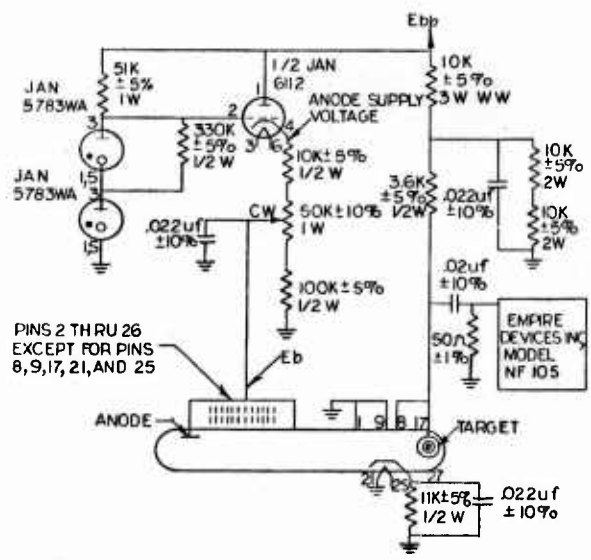 Ebb
51K
± 5%
1W
JAN
5783WA
3
1,5
JAN
5783WA
3
1,5
1/2 JAN
6112
1
2
3
6
4
330K
±5%
1/2 W
ANODE SUPPLY
VOLTAGE
10K±5%
1/2 W
CW
50K±10%
1 W
.022uf
±10%
100K±5%
1/2 W
10K
±5%
3 W WW
3.6K
±5%
1/2W
.022uf
±10%
10K
±5%
2W
10K
±5%
2W
.02uf
±10%
50Ω
±1%
EMPIRE
DEVICES INC
MODEL
NF 105
PINS 2 THRU 26
EXCEPT FOR PINS
8,9,17, 21, AND 25
Eb
ANODE
1 9 8 17
TARGET
21 25 27
11K±5%
1/2 W
.022uf
±10%